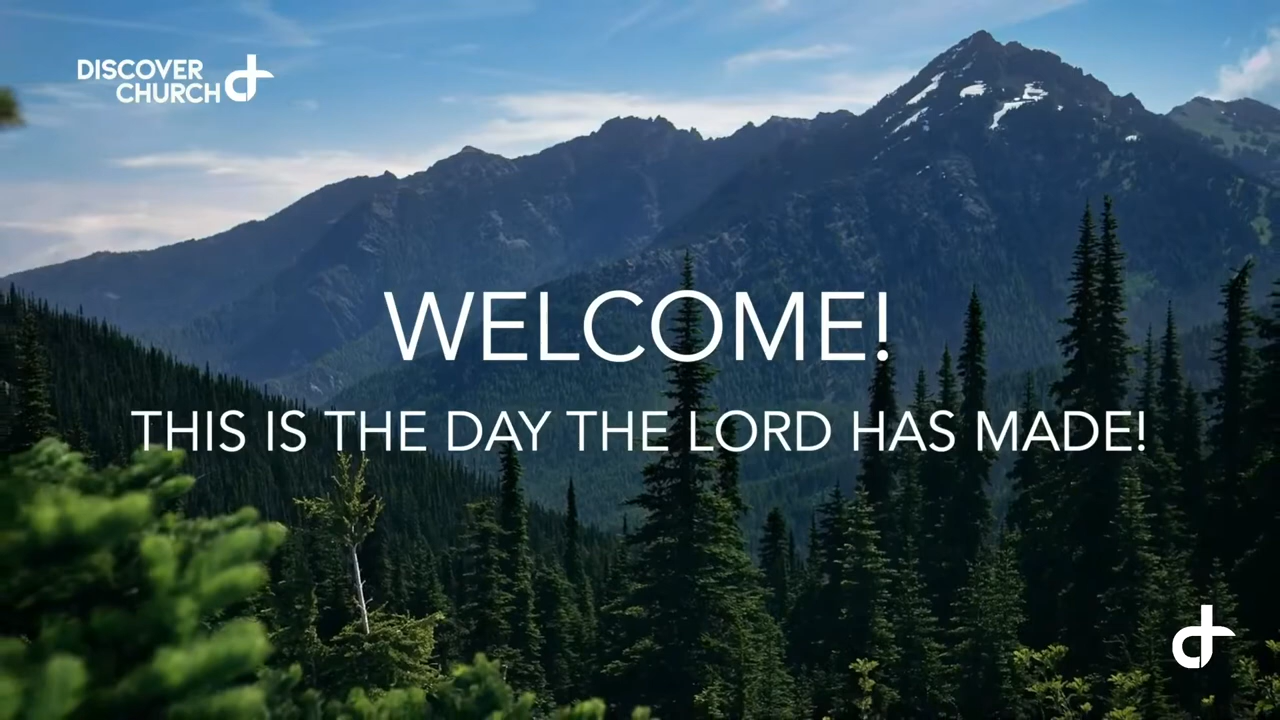 DISCOVER
CHURCH
WELCOME!
THIS IS THE DAY THE LORD HAS MADE!